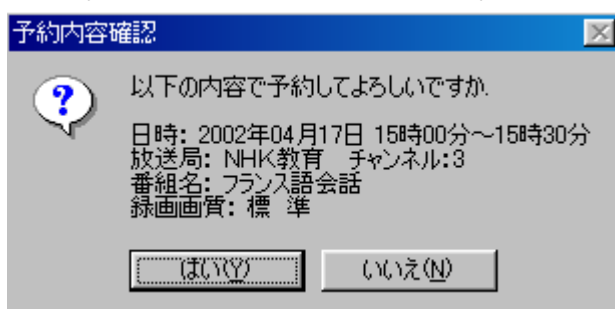 予約内容確認
以下の内容で予約してよろしいですか.
日時: 2002年04月17日 15時00分～15時30分
放送局: NHK教育　チャンネル:3
番組名: フランス語会話
録画画質: 標 準
はい(Y)
いいえ(N)